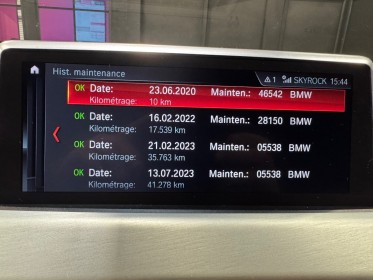 Hist. maintenance
1 SKYROCK 15:44
OK Date: 23.06.2020 Mainten.: 46542 BMW
Kilométrage: 10 km
OK Date: 16.02.2022 Mainten.: 28150 BMW
Kilométrage: 17.539 km
OK Date: 21.02.2023 Mainten.: 05538 BMW
Kilométrage: 35.763 km
OK Date: 13.07.2023 Mainten.: 05538 BMW
Kilométrage: 41.278 km